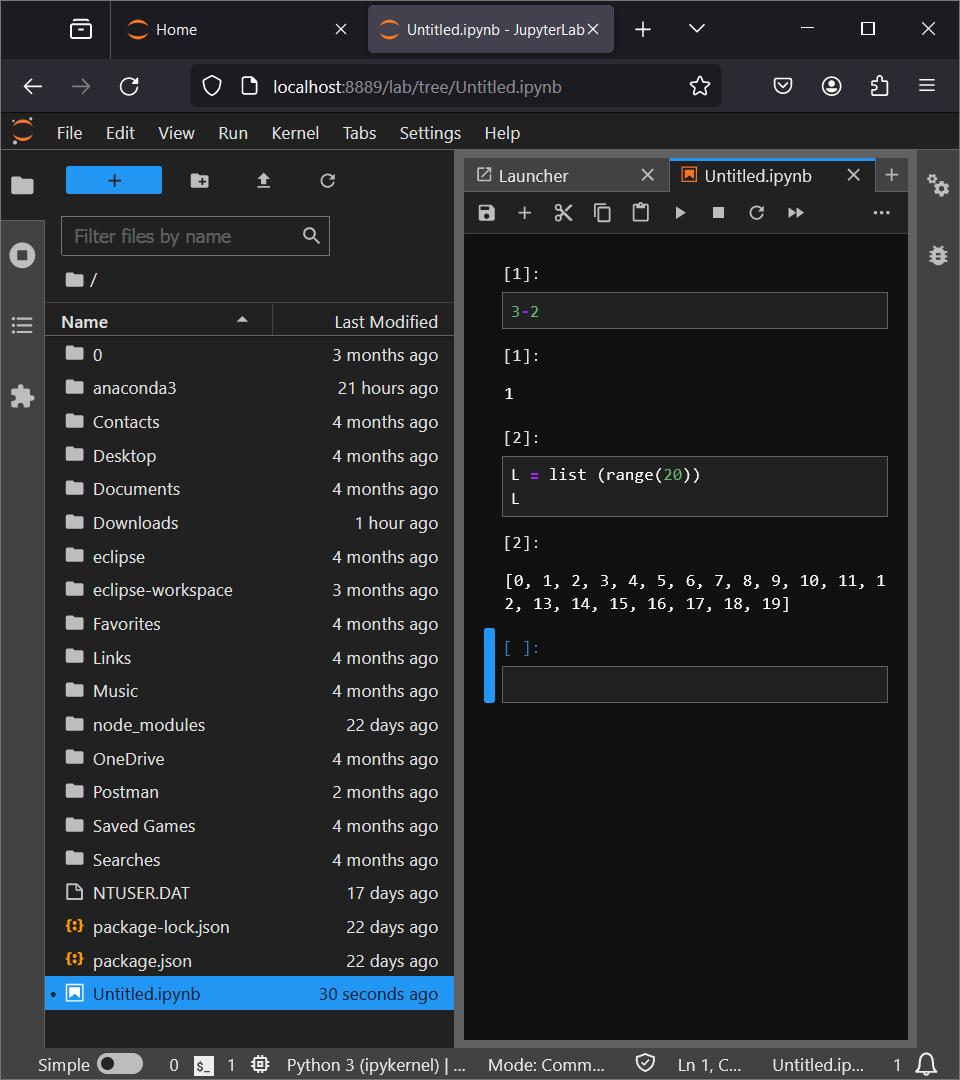 Home
Untitled.ipynb - JupyterLab
localhost:8889/lab/tree/Untitled.ipynb
File Edit View Run Kernel Tabs Settings Help
Filter files by name
/
Name Last Modified
0 3 months ago
anaconda3 21 hours ago
Contacts 4 months ago
Desktop 4 months ago
Documents 4 months ago
Downloads 1 hour ago
eclipse 4 months ago
eclipse-workspace 3 months ago
Favorites 4 months ago
Links 4 months ago
Music 4 months ago
node_modules 22 days ago
OneDrive 4 months ago
Postman 2 months ago
Saved Games 4 months ago
Searches 4 months ago
NTUSER.DAT 17 days ago
package-lock.json 22 days ago
package.json 22 days ago
Untitled.ipynb 30 seconds ago
Launcher
Untitled.ipynb
[1]:
3-2
[1]:
1
[2]:
L = list (range(20))
L
[2]:
[0, 1, 2, 3, 4, 5, 6, 7, 8, 9, 10, 11, 1
2, 13, 14, 15, 16, 17, 18, 19]
[ ]:
Simple 0 $_ 1 Python 3 (ipykernel) | ... Mode: Comm... Ln 1, C... Untitled.ip... 1